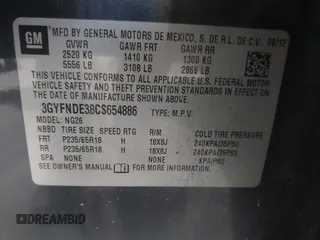 GM
MFD BY GENERAL MOTORS DE MEXICO, S. DE R.L. DE C.V. 08/12
GVWR GAWR FRT GAWR RR
2520 KG 1410 KG 1300 KG
5556 LB 3108 LB 2866 LB
THIS VEHICLE CONFORMS TO ALL APPLICABLE U.S. FEDERAL MOTOR
VEHICLE SAFETY AND THEFT PREVENTION STANDARDS IN EFFECT ON
THE DATE OF MANUFACTURE SHOWN ABOVE.
3GYFNDE38CS654886 TYPE: M.P.V.
MODEL: NG26
NBBD TIRE SIZE SPEED RTG RIM COLD TIRE PRESSURE
FRT P235/65R18 H 18X8J 240KPA(35PSI)
RR P235/65R18 H 18X8J 240KPA(35PSI)
SEE OWNER'S MANUAL FOR MORE INFORMATION. KPA(PSI)
DREAMBID